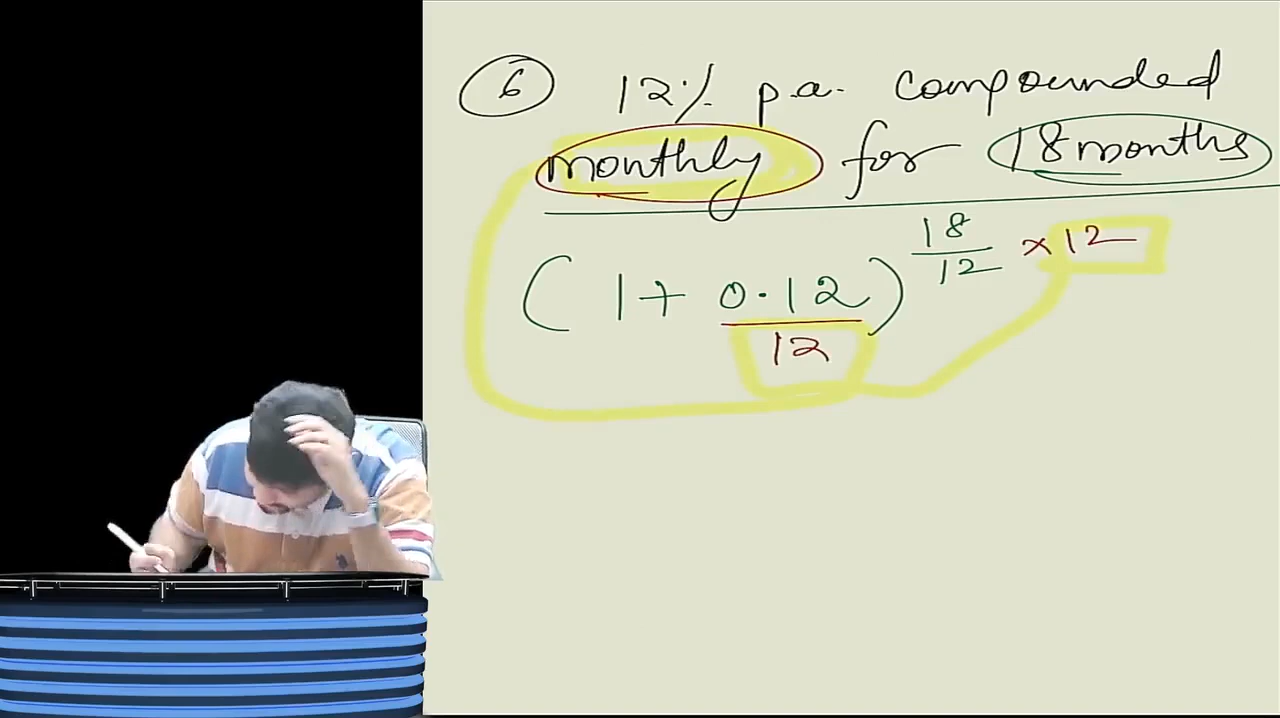 ⑥ 12% p.a. compounded
monthly for 18 months
(1 + 0.12/12)^(18/12 × 12)